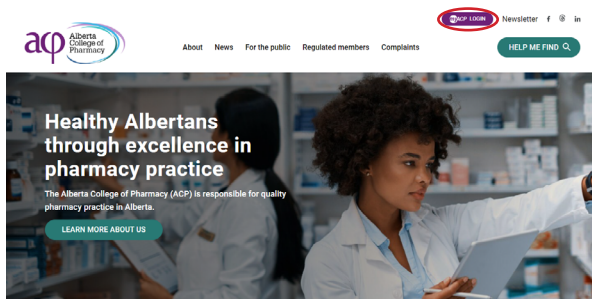 myACP LOGIN
Newsletter
acp
Alberta
College of
Pharmacy
About News For the public Regulated members Complaints
HELP ME FIND
Healthy Albertans
through excellence in
pharmacy practice
The Alberta College of Pharmacy (ACP) is responsible for quality
pharmacy practice in Alberta.
LEARN MORE ABOUT US